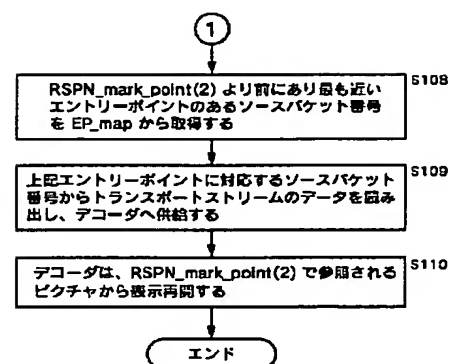 1
RSPN_mark_point(2) より前にあり最も近い
エントリーポイントのあるソースパケット番号
を EP_map から取得する
S108
上記エントリーポイントに対応するソースパケット
番号からトランスポートストリームのデータを読み
出し、デコーダへ供給する
S109
デコーダは、RSPN_mark_point(2) で参照される
ピクチャから表示再開する
S110
エンド